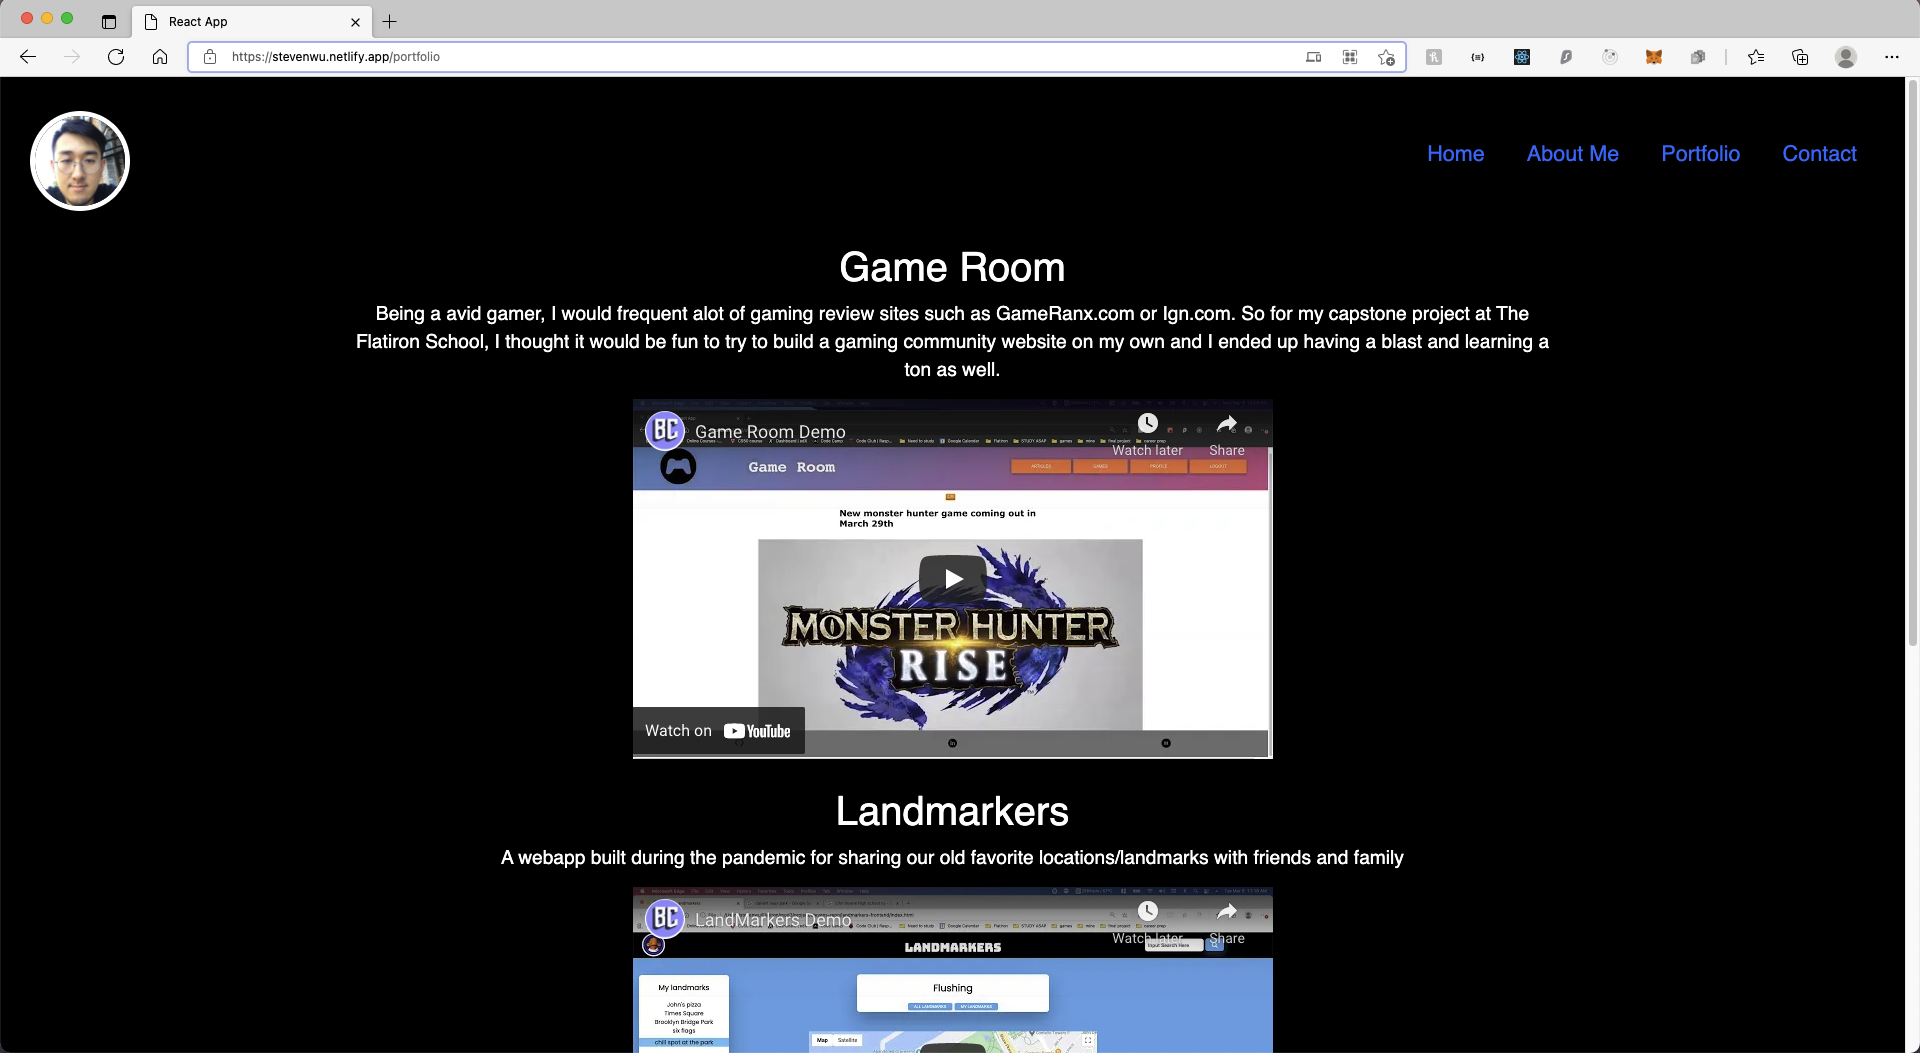 React App
https://stevenwu.netlify.app/portfolio
Home About Me Portfolio Contact
Game Room
Being a avid gamer, I would frequent alot of gaming review sites such as GameRanx.com or Ign.com. So for my capstone project at The
Flatiron School, I thought it would be fun to try to build a gaming community website on my own and I ended up having a blast and learning a
ton as well.
BC Game Room Demo
Watch later Share
Game Room
ARTICLES GAMES PROFILE LOGOUT
New monster hunter game coming out in
March 29th
MONSTER HUNTER
RISE
Watch on YouTube
Landmarkers
A webapp built during the pandemic for sharing our old favorite locations/landmarks with friends and family
BC LandMarkers Demo
Watch later Share
LANDMARKERS
Input Search Here
My landmarks
John's pizza
Times Square
Brooklyn Bridge Park
six flags
chill spot at the park
Flushing
ALL LANDMARKS MY LANDMARKS
Map Satellite